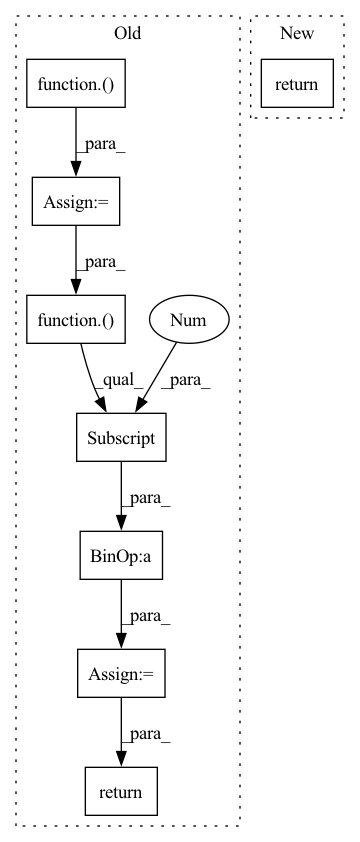 Old
New
function.()
return
_para_
Assign:=
_para_
function.()
Num
_qual_
_para_
Subscript
_para_
BinOp:a
_para_
Assign:=
_para_
return